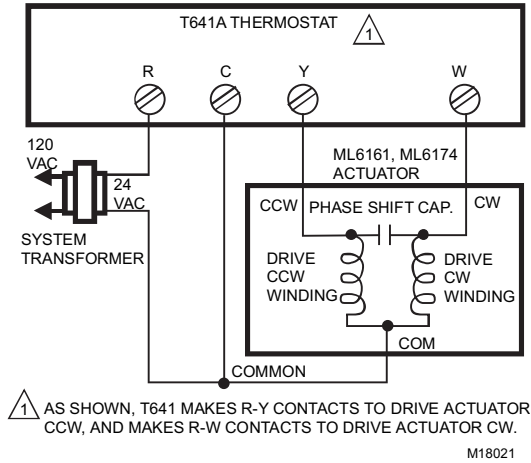 T641A THERMOSTAT
1
R C Y W
120
VAC
24
VAC
SYSTEM
TRANSFORMER
ML6161, ML6174
ACTUATOR
CCW PHASE SHIFT CAP. CW
DRIVE
CCW
WINDING
DRIVE
CW
WINDING
COM
COMMON
1 AS SHOWN, T641 MAKES R-Y CONTACTS TO DRIVE ACTUATOR
CCW, AND MAKES R-W CONTACTS TO DRIVE ACTUATOR CW.
M18021